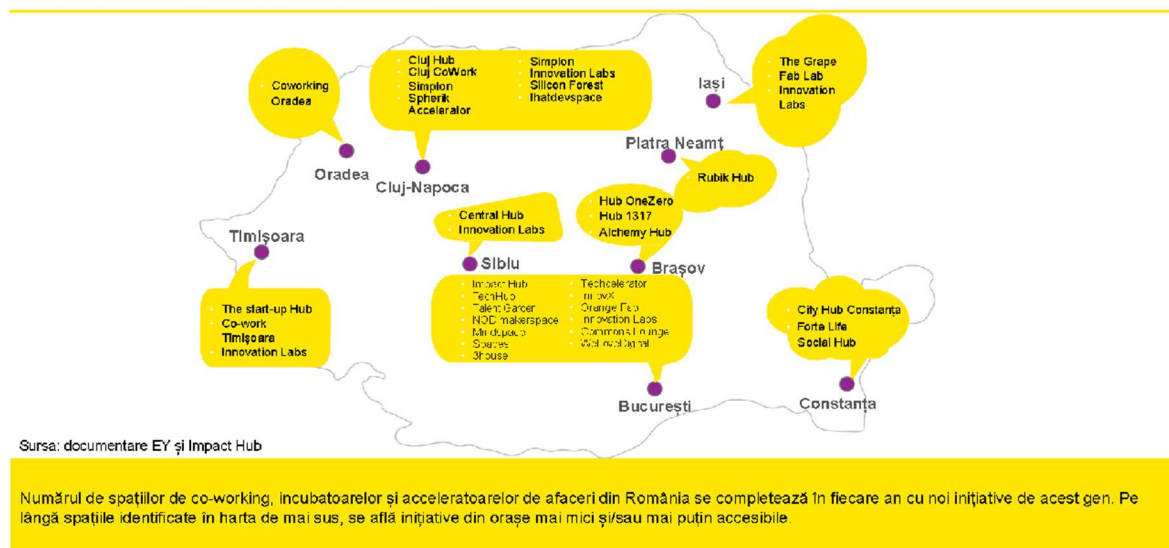 Cluj Hub
Cluj CoWork
Simplon
Spherik
Accelerator
Simplon
Innovation Labs
Silicon Forest
Ihatdevspace
The Grape
Fab Lab
Innovation
Labs
Coworking
Oradea
Iași
Oradea
Cluj-Napoca
Piatra Neamț
Rubik Hub
Central Hub
Innovation Labs
Hub OneZero
Hub 1317
Alchemy Hub
Timișoara
Sibiu
Brașov
The start-up Hub
Co-work
Timișoara
Innovation Labs
Impact Hub
TechHub
Talent Garden
NOD makerspace
Mindspace
Spaces
3house
Techcelerator
InnovX
Orange Fab
Innovation Labs
Commons Lounge
WeLoveDigital
City Hub Constanța
Forte Life
Social Hub
București
Constanța
Sursa: documentare EY și Impact Hub
Numărul de spațiilor de co-working, incubatoarelor și acceleratoarelor de afaceri din România se completează în fiecare an cu noi inițiative de acest gen. Pe
lângă spațiile identificate în harta de mai sus, se află inițiative din orașe mai mici și/sau mai puțin accesibile.